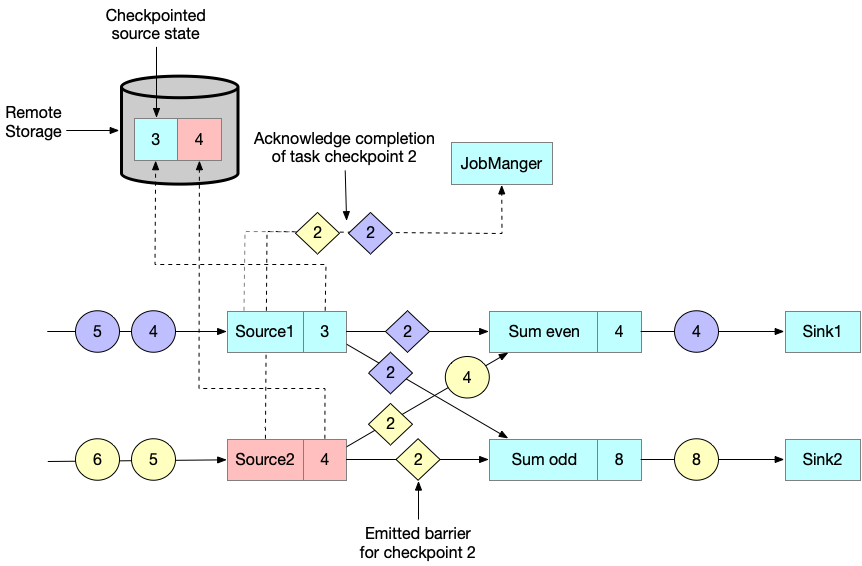 Checkpointed
source state
Remote
Storage
3 4
Acknowledge completion
of task checkpoint 2
JobManger
2 2
5 4 Source1 3 2 Sum even 4 4 Sink1
2
4
2
6 5 Source2 4 2 Sum odd 8 8 Sink2
Emitted barrier
for checkpoint 2